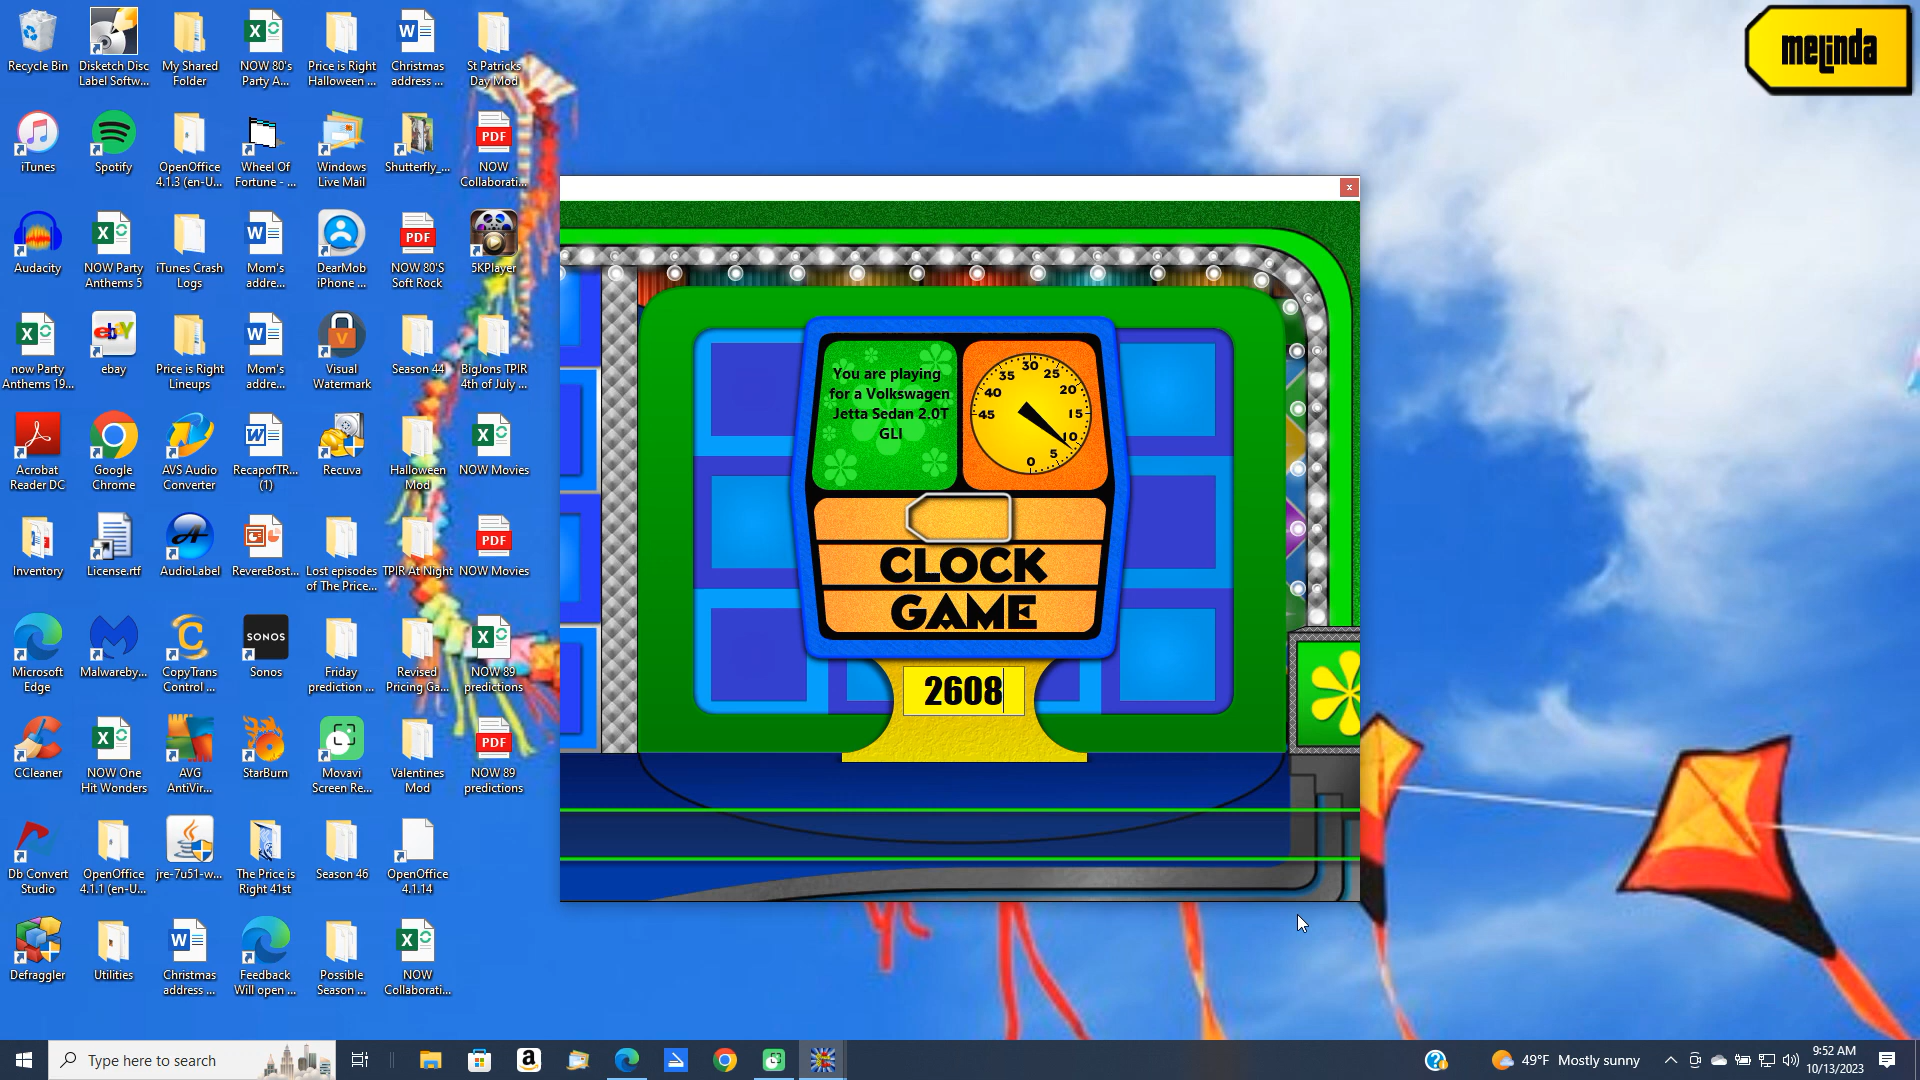 Recycle Bin
Disketch Disc
Label Softw...
My Shared
Folder
NOW 80's
Party A...
Price is Right
Halloween ...
Christmas
address ...
St Patricks
Day Mod
melinda
iTunes
Spotify
OpenOffice
4.1.3 (en-U...
Wheel Of
Fortune - ...
Windows
Live Mail
Shutterfly_...
PDF
NOW
Collaborati...
Audacity
NOW Party
Anthems 5
iTunes Crash
Logs
Mom's
addre...
DearMob
iPhone ...
PDF
NOW 80'S
Soft Rock
5KPlayer
now Party
Anthems 19...
ebay
ebay
Price is Right
Lineups
Mom's
addre...
Visual
Watermark
Season 44
BigJons TPIR
4th of July ...
Acrobat
Reader DC
Google
Chrome
AVS Audio
Converter
RecapofTR...
(1)
Recuva
Halloween
Mod
NOW Movies
Inventory
License.rtf
AudioLabel
RevereBost...
Lost episodes
of The Price...
TPIR At Night
PDF
NOW Movies
Microsoft
Edge
Malwareby...
CopyTrans
Control ...
SONOS
Sonos
Friday
prediction ...
Revised
Pricing Ga...
NOW 89
predictions
CCleaner
NOW One
Hit Wonders
AVG
AntiVir...
StarBurn
Movavi
Screen Re...
Valentines
Mod
PDF
NOW 89
predictions
Db Convert
Studio
OpenOffice
4.1.1 (en-U...
jre-7u51-w...
The Price is
Right 41st
Season 46
OpenOffice
4.1.14
Defraggler
Utilities
Christmas
address ...
Feedback
Will open ...
Possible
Season ...
NOW
Collaborati...
You are playing
for a Volkswagen
Jetta Sedan 2.0T
GLI
30
35
25
40
20
45
15
10
5
0
CLOCK
GAME
2608
Type here to search
49°F Mostly sunny
9:52 AM
10/13/2023